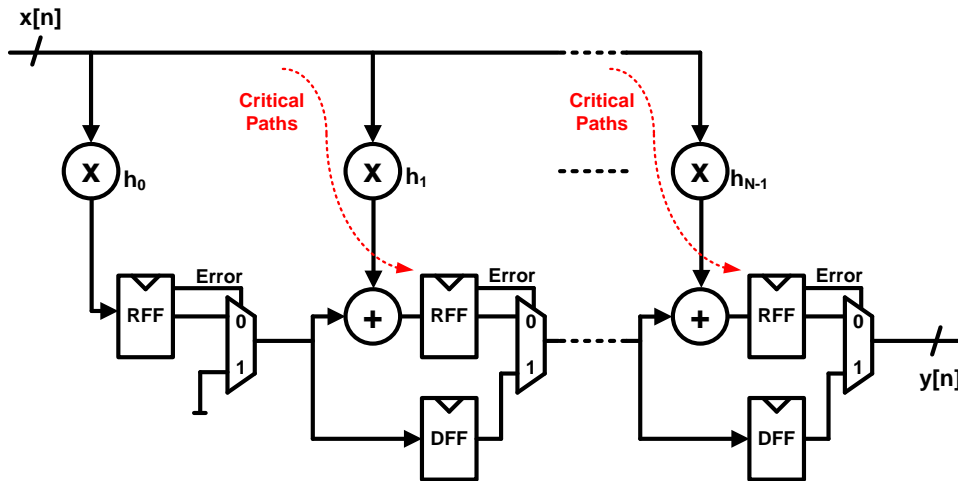 x[n]
Critical
Paths
Critical
Paths
X
h0
X
h1
X
hN-1
Error
RFF
0
1
+
Error
RFF
0
1
DFF
+
Error
RFF
0
1
DFF
y[n]